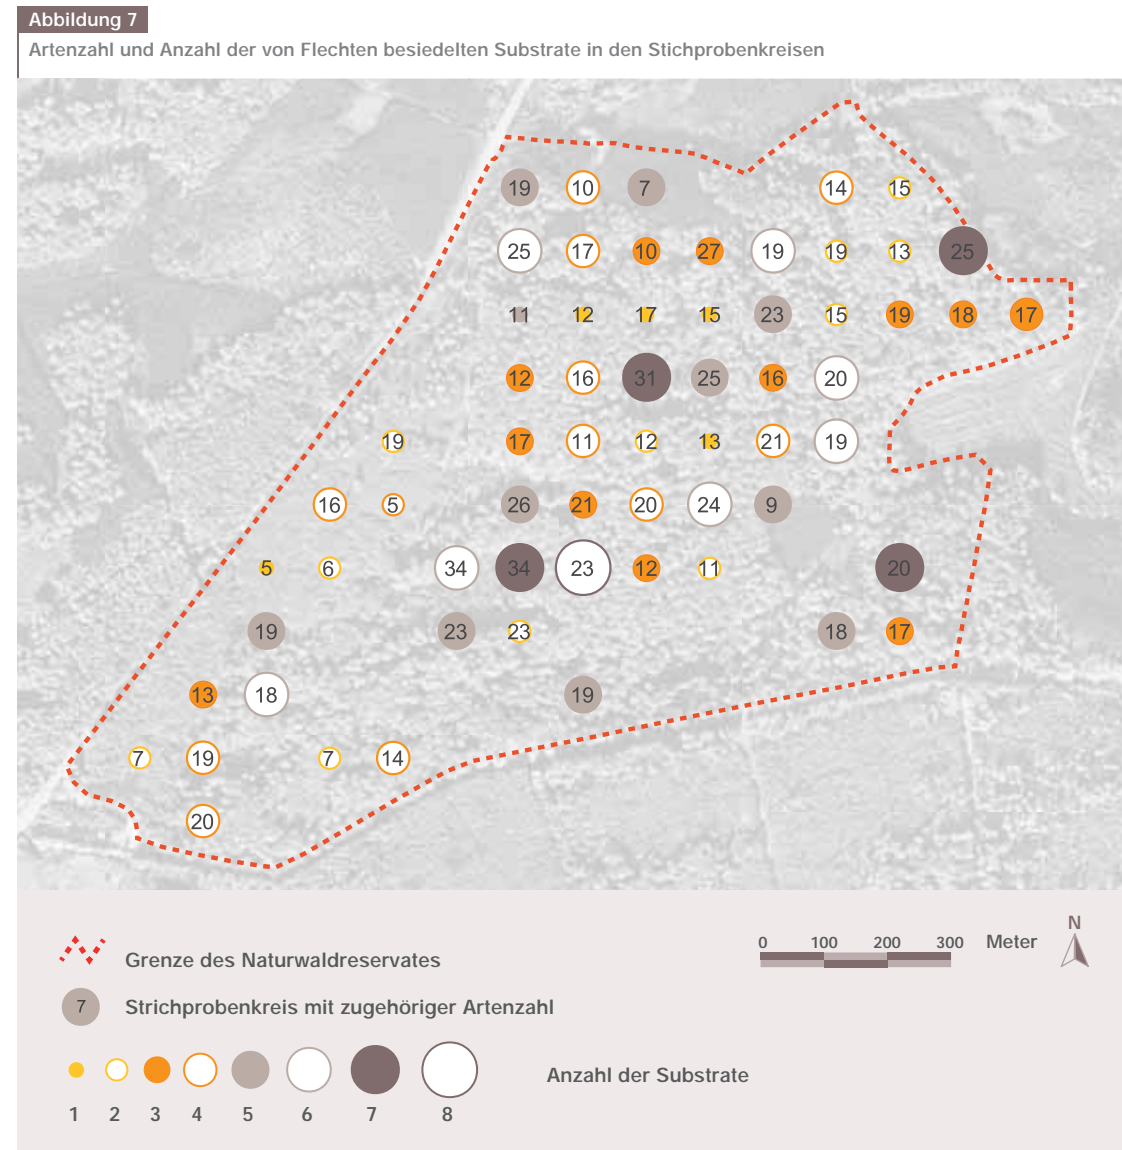 Abbildung 7
Artenzahl und Anzahl der von Flechten besiedelten Substrate in den Stichprobenkreisen
19 10 7 14 15
25 17 10 27 19 19 13 25
11 12 17 15 23 15 19 18 17
12 16 31 25 16 20
19 17 11 12 13 21 19
16 5 26 21 20 24 9
5 6 34 34 23 12 11 20
19 23 23 18 17
13 18 19
7 19 7 14
20
Grenze des Naturwaldreservates
0 100 200 300 Meter
N
7 Strichprobenkreis mit zugehöriger Artenzahl
Anzahl der Substrate
1 2 3 4 5 6 7 8